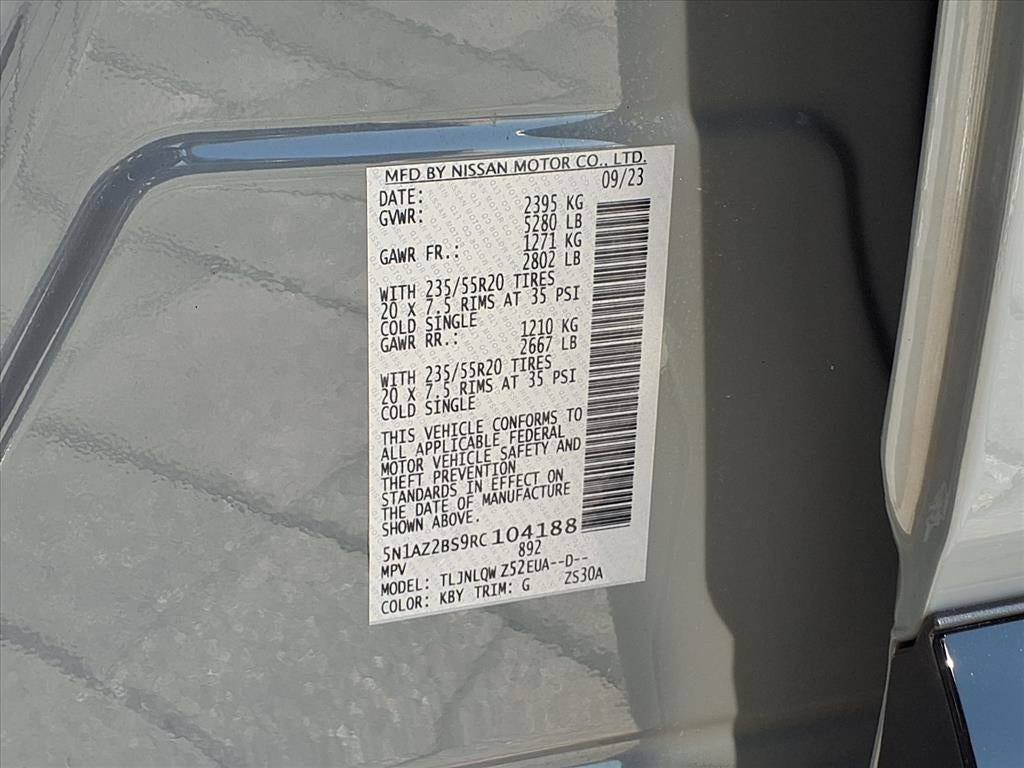 MFD BY NISSAN MOTOR CO., LTD.
DATE: 09/23
GVWR: 2395 KG
5280 LB
GAWR FR.: 1271 KG
2802 LB
WITH 235/55R20 TIRES
20 X 7.5 RIMS AT 35 PSI
COLD SINGLE
GAWR RR.: 1210 KG
2667 LB
WITH 235/55R20 TIRES
20 X 7.5 RIMS AT 35 PSI
COLD SINGLE
THIS VEHICLE CONFORMS TO
ALL APPLICABLE FEDERAL
MOTOR VEHICLE SAFETY AND
THEFT PREVENTION
STANDARDS IN EFFECT ON
THE DATE OF MANUFACTURE
SHOWN ABOVE.
5N1AZ2BS9RC104188
MPV 892
MODEL: TLJNLQW Z52EUA--D--
COLOR: KBY TRIM: G ZS30A